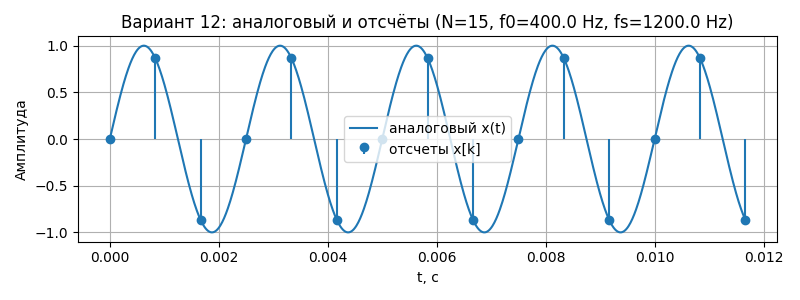 Вариант 12: аналоговый и отсчёты (N=15, f0=400.0 Hz, fs=1200.0 Hz)
Амплитуда
1.0
0.5
0.0
−0.5
−1.0
аналоговый x(t)
отсчеты x[k]
0.000 0.002 0.004 0.006 0.008 0.010 0.012
t, с